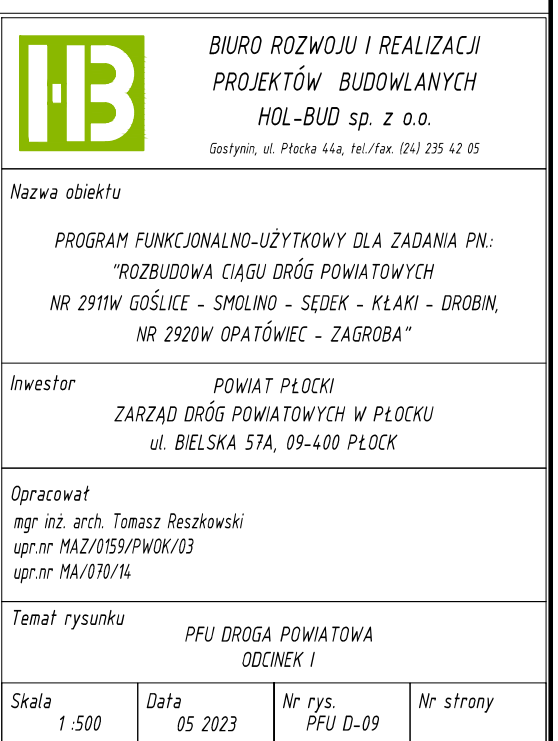 HB
BIURO ROZWOJU I REALIZACJI
PROJEKTÓW BUDOWLANYCH
HOL-BUD sp. z o.o.
Gostynin, ul. Płocka 44a, tel./fax. (24) 235 42 05
Nazwa obiektu
PROGRAM FUNKCJONALNO-UŻYTKOWY DLA ZADANIA PN.:
"ROZBUDOWA CIĄGU DRÓG POWIATOWYCH
NR 2911W GOŚLICE - SMOLINO - SĘDEK - KŁAKI - DROBIN,
NR 2920W OPATÓWIEC - ZAGROBA"
Inwestor
POWIAT PŁOCKI
ZARZĄD DRÓG POWIATOWYCH W PŁOCKU
ul. BIELSKA 57A, 09-400 PŁOCK
Opracował
mgr inż. arch. Tomasz Reszkowski
upr.nr MAZ/0159/PWOK/03
upr.nr MA/070/14
Temat rysunku
PFU DROGA POWIATOWA
ODCINEK I
Skala
1 :500
Data
05 2023
Nr rys.
PFU D-09
Nr strony